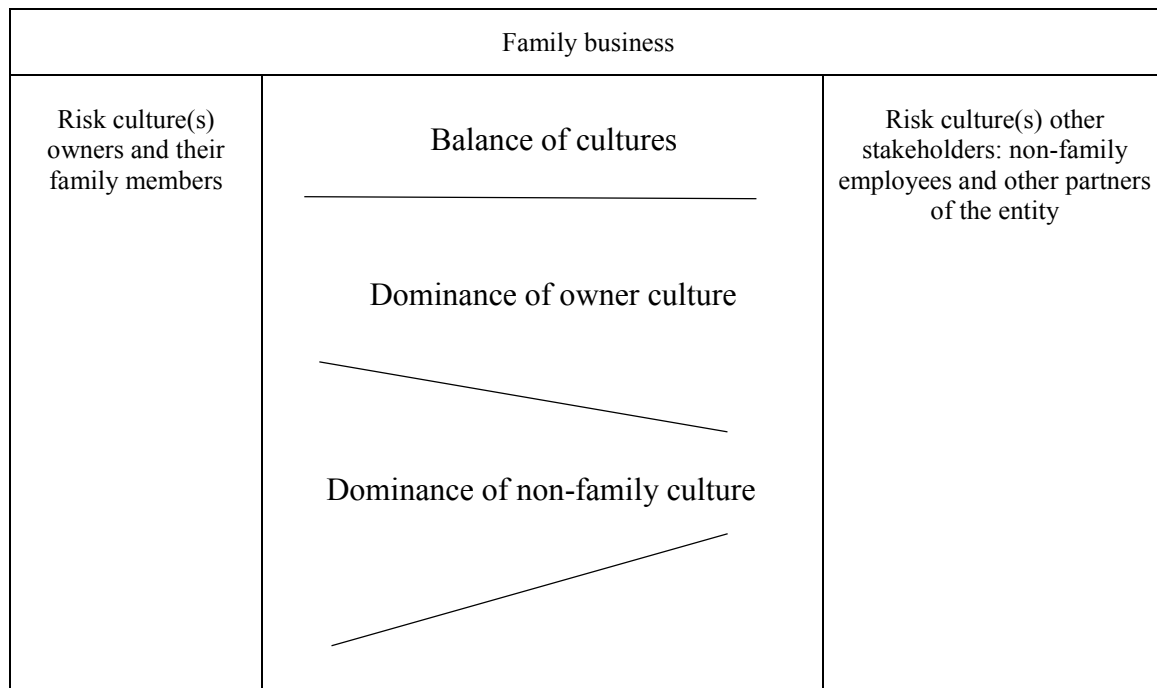 Family business
Risk culture(s)
owners and their
family members
Balance of cultures
Dominance of owner culture
Dominance of non-family culture
Risk culture(s) other
stakeholders: non-family
employees and other partners
of the entity